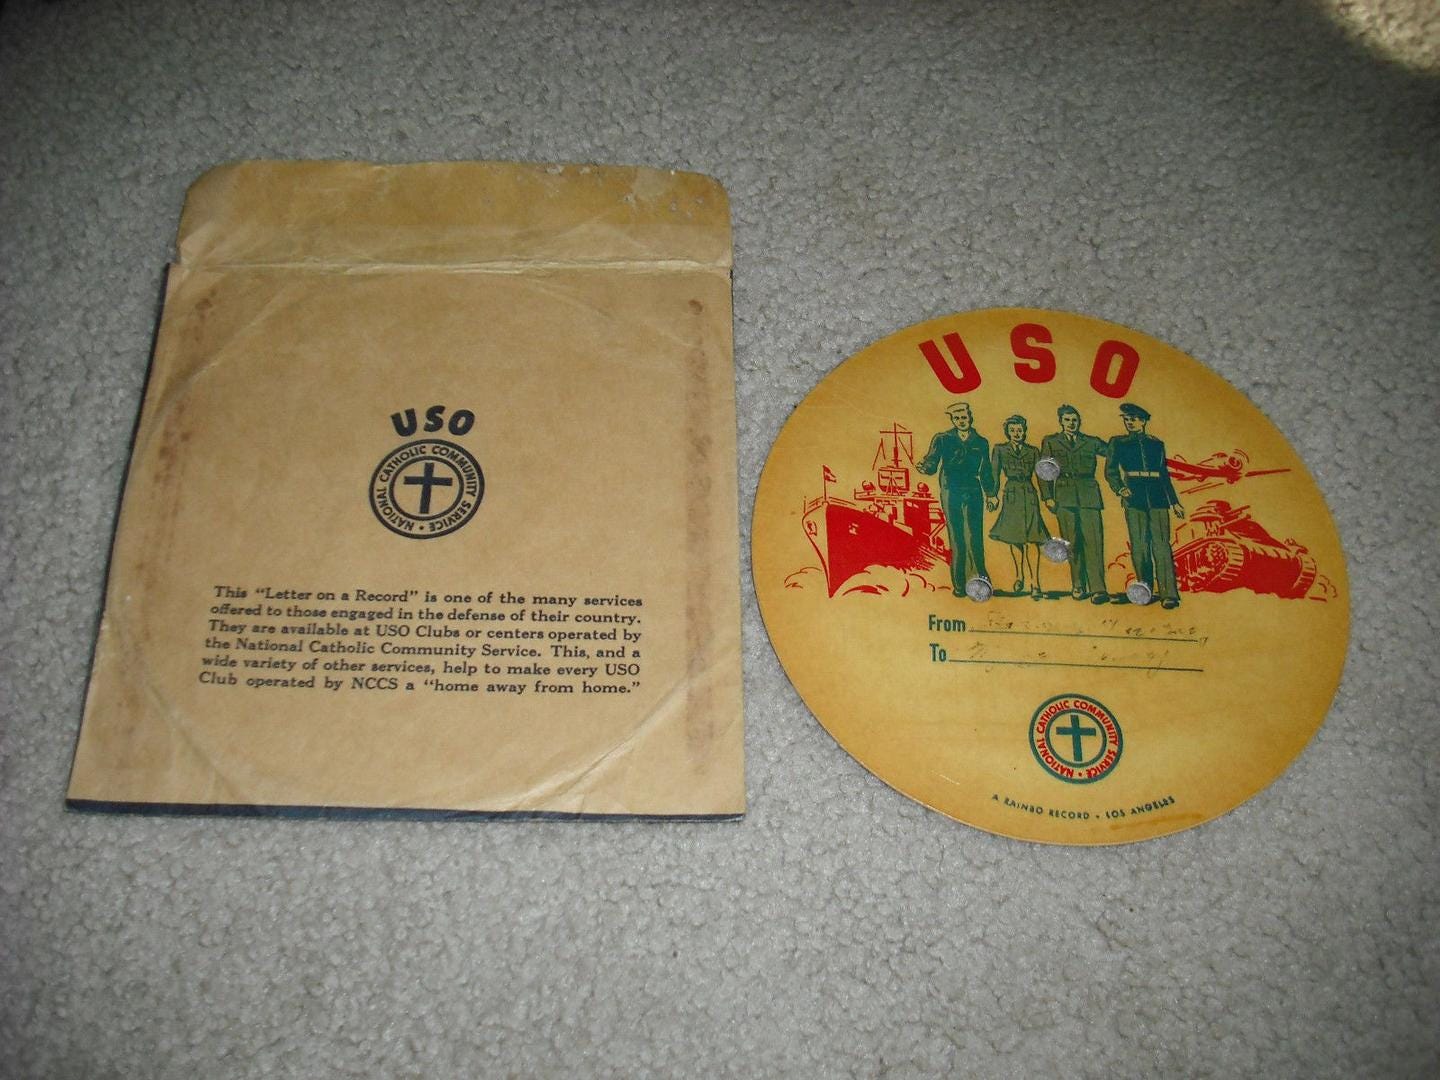 USO
NATIONAL CATHOLIC COMMUNITY SERVICE •
This “Letter on a Record” is one of the many services
offered to those engaged in the defense of their country.
They are available at USO Clubs or centers operated by
the National Catholic Community Service. This, and a
wide variety of other services, help to make every USO
Club operated by NCCS a “home away from home.”
USO
From
To
NATIONAL CATHOLIC COMMUNITY SERVICE •
A RAINBO RECORD • LOS ANGELES